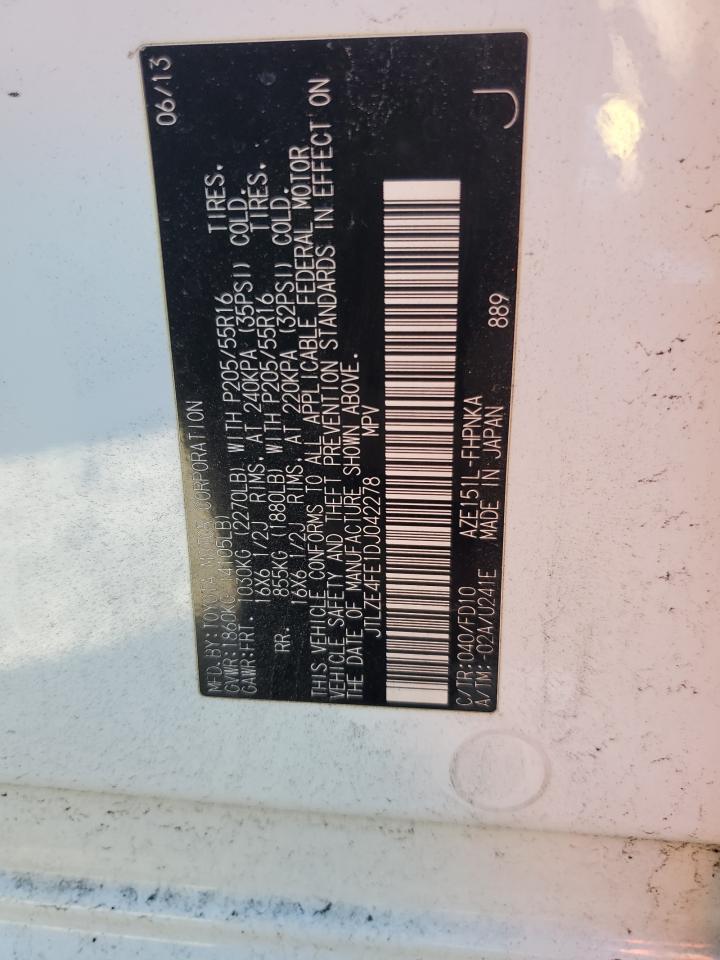 MFD.BY:TOYOTA MOTOR CORPORATION 06/13
GVWR:1860KG (4105LB)
GAWR:FRT. 1030KG (2270LB) WITH P205/55R16 TIRES.
16X6 1/2J RIMS. AT 240KPA (35PSI) COLD.
RR. 855KG (1880LB) WITH P205/55R16 TIRES.
16X6 1/2J RIMS. AT 220KPA (32PSI) COLD.
THIS VEHICLE CONFORMS TO ALL APPLICABLE FEDERAL MOTOR
VEHICLE SAFETY AND THEFT PREVENTION STANDARDS IN EFFECT ON
THE DATE OF MANUFACTURE SHOWN ABOVE.
JTLZE4FE1DJ042278 MPV
C/TR:040/FD10 AZE151L-FHPNKA
A/TM:-02A/U241E MADE IN JAPAN 889 J